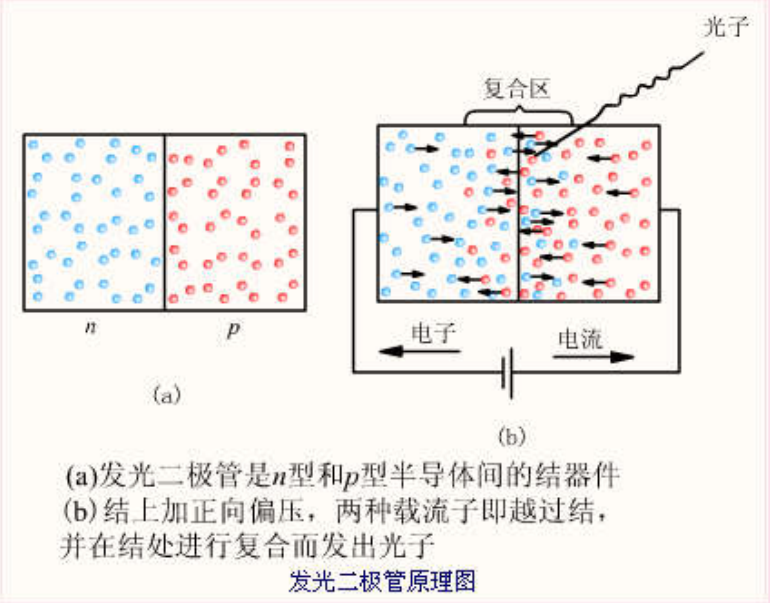 光子
复合区
n
p
电子
电流
(a)
(b)
(a)发光二极管是n型和p型半导体间的结器件
(b)结上加正向偏压，两种载流子即越过结，
并在结处进行复合而发出光子
发光二极管原理图